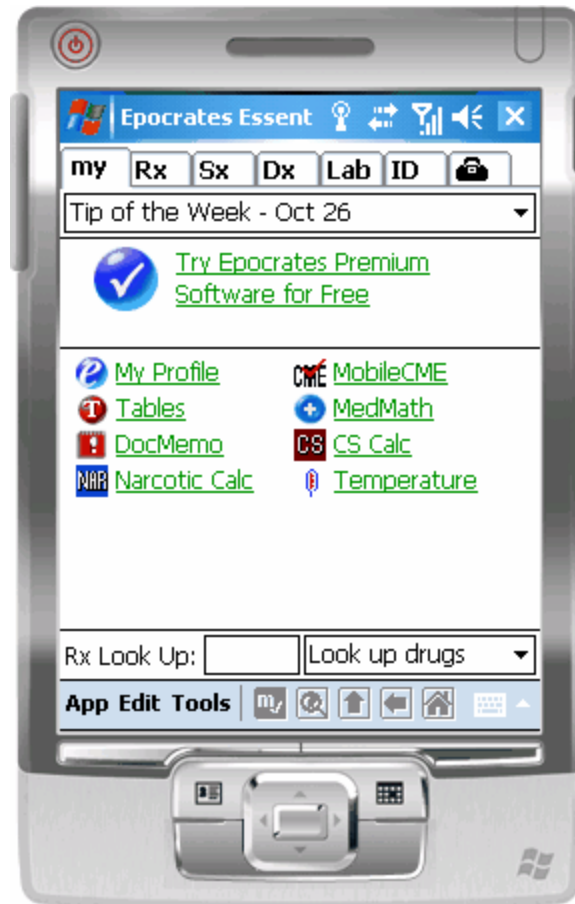 Epocrates Essent
my Rx Sx Dx Lab ID
Tip of the Week - Oct 26
Try Epocrates Premium
Software for Free
My Profile CME MobileCME
T Tables MedMath
DocMemo CS CS Calc
NAR Narcotic Calc Temperature
Rx Look Up: Look up drugs
App Edit Tools my